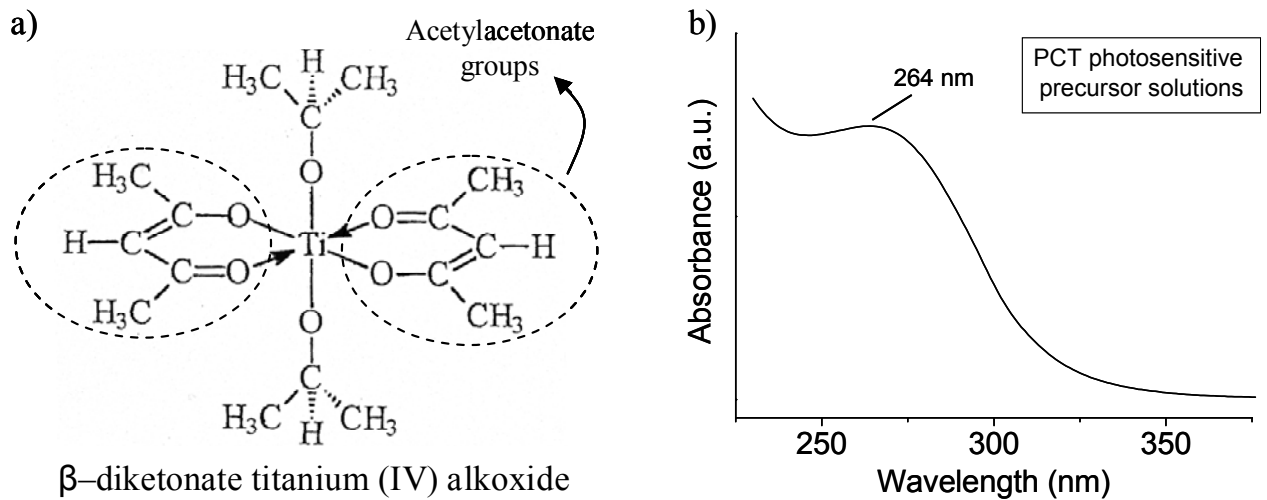 a)
Acetylacetonate
groups
H
H₃C CH₃
C
O
H₃C CH₃
C O O C
H C Ti C H
C O O C
H₃C CH₃
O
C
H₃C CH₃
H
β–diketonate titanium (IV) alkoxide
b)
PCT photosensitive
precursor solutions
264 nm
Absorbance (a.u.)
250 300 350
Wavelength (nm)